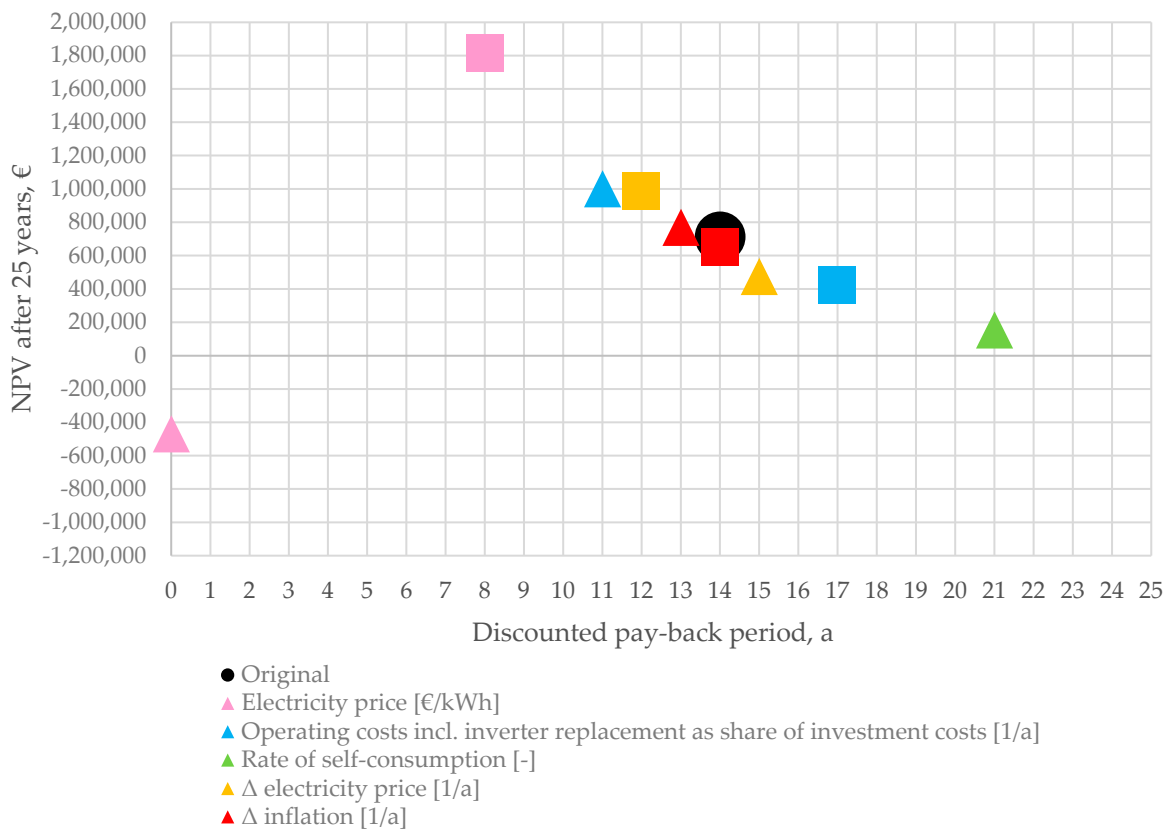 2,000,000
1,800,000
1,600,000
1,400,000
1,200,000
1,000,000
800,000
600,000
400,000
200,000
0
-200,000
-400,000
-600,000
-800,000
-1,000,000
-1,200,000
NPV after 25 years, €
0 1 2 3 4 5 6 7 8 9 10 11 12 13 14 15 16 17 18 19 20 21 22 23 24 25
Discounted pay-back period, a
Original
Electricity price [€/kWh]
Operating costs incl. inverter replacement as share of investment costs [1/a]
Rate of self-consumption [-]
Δ electricity price [1/a]
Δ inflation [1/a]